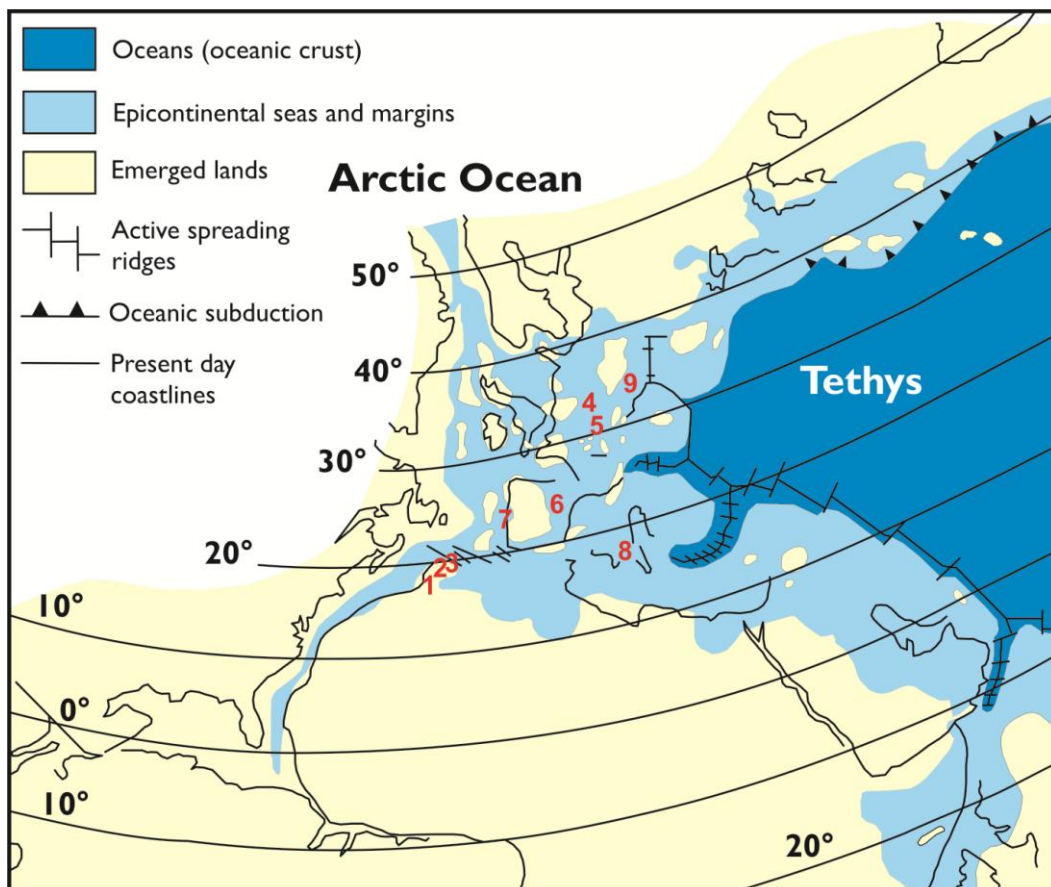 Oceans (oceanic crust)
Epicontinental seas and margins
Emerged lands
Active spreading
ridges
Oceanic subduction
Present day
coastlines
Arctic Ocean
50°
40°
Tethys
30°
20°
10°
0°
10°
20°
9
4
5
6
7
8
3
2
1